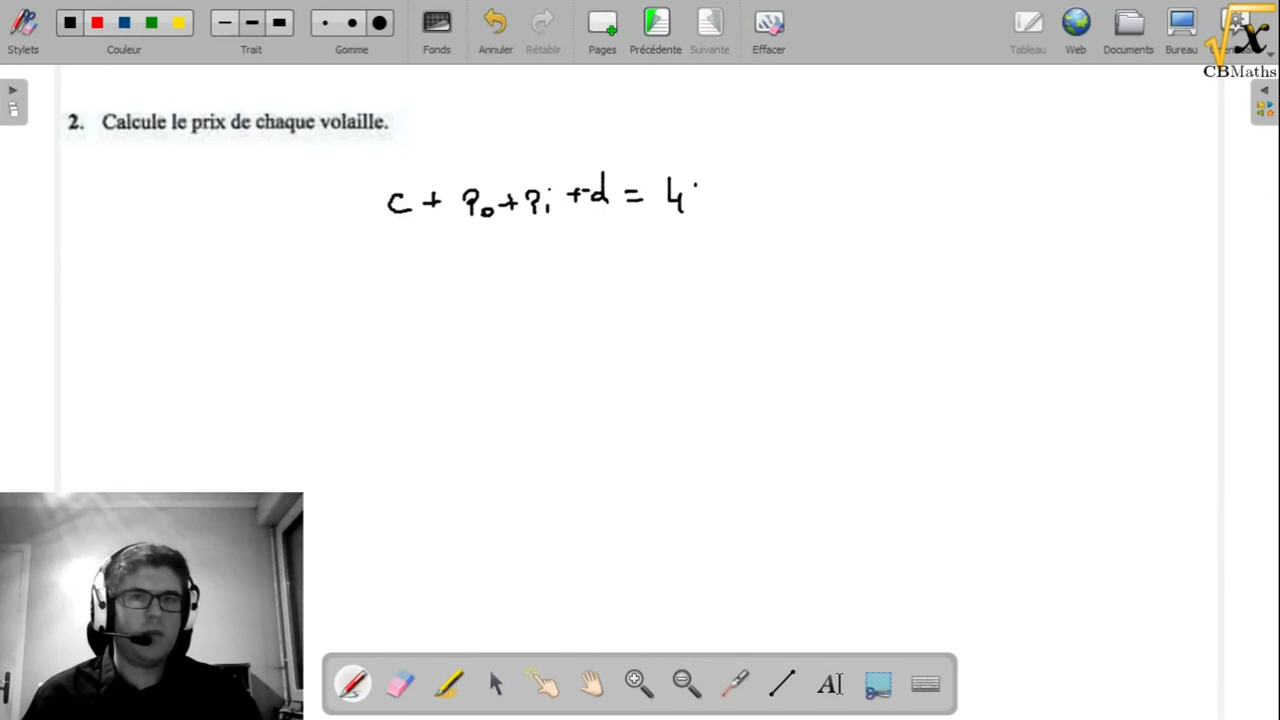 Stylets Couleur Trait Gomme Fonds Annuler Rétablir Pages Précédente Suivante Effacer Tableau Web Documents Bureau
CBMaths
2. Calcule le prix de chaque volaille.
c + Po + Pi + d = 4